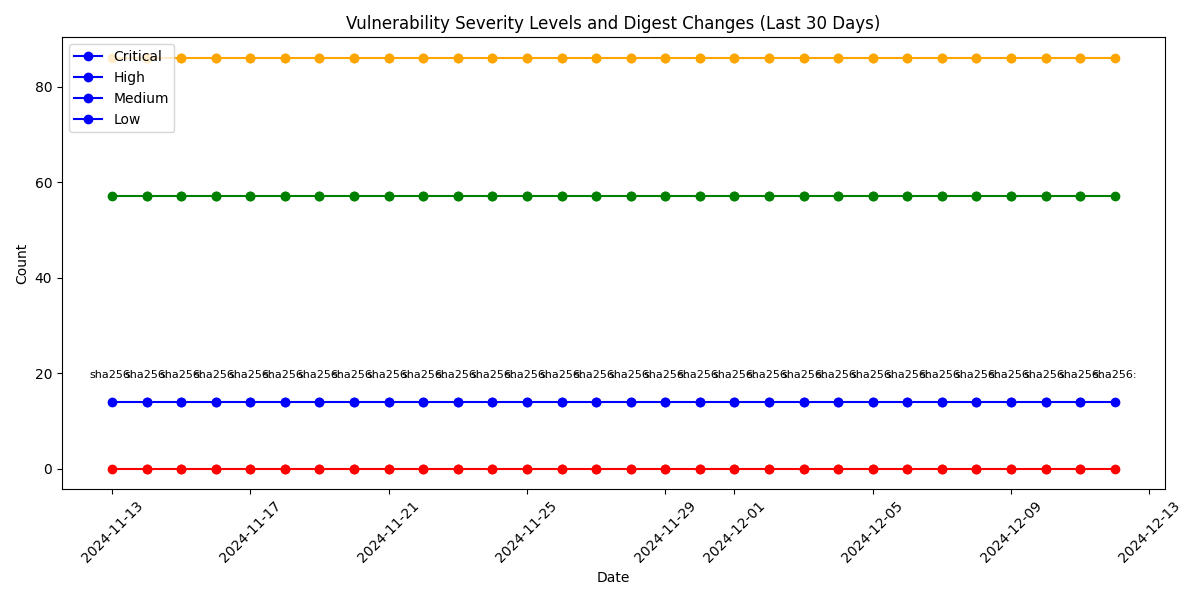 Vulnerability Severity Levels and Digest Changes (Last 30 Days)
Critical
High
Medium
Low
80
60
40
20
0
Count
sha256: sha256: sha256: sha256: sha256: sha256: sha256: sha256: sha256: sha256: sha256: sha256: sha256: sha256: sha256: sha256: sha256: sha256: sha256: sha256: sha256: sha256: sha256: sha256: sha256: sha256: sha256: sha256: sha256: sha256:
2024-11-13
2024-11-17
2024-11-21
2024-11-25
2024-11-29
2024-12-01
2024-12-05
2024-12-09
2024-12-13
Date